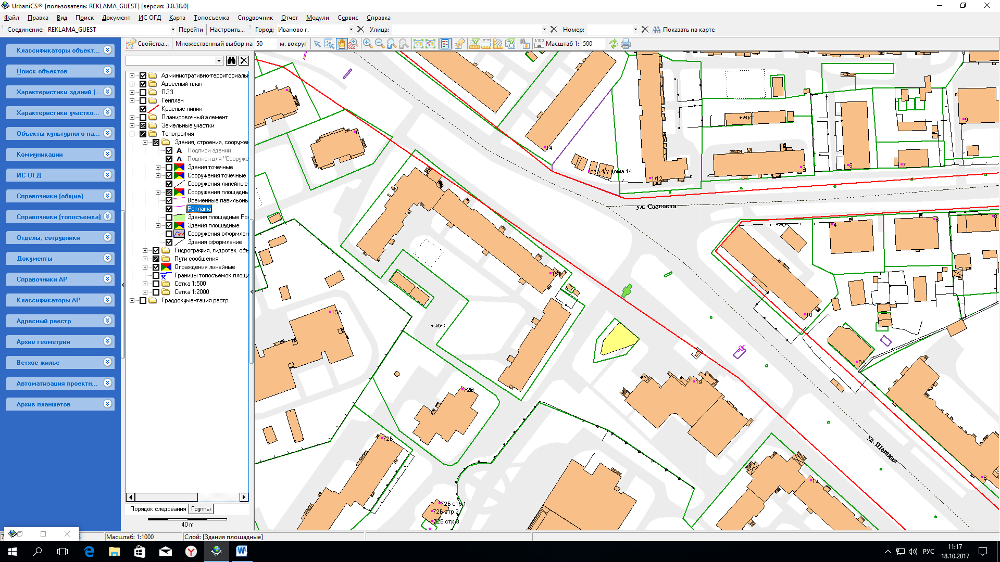 UrbaniCS® [пользователь: REKLAMA_GUEST] [версия: 3.0.38.0]
Файл Правка Вид Поиск Документ ИС ОГД Карта Топосъемка Справочник Отчет Модули Сервис Справка
Соединение: REKLAMA_GUEST Перейти Настроить... Город: Иваново г. Улица: Номер: Показать на карте
Свойства... Множественный выбор на 50 м. вокруг 1:100 Масштаб 1: 500
Классификаторы объект...
Поиск объектов
Характеристики зданий (...
Характеристики участко...
Объекты культурного на...
Коммуникации
ИС ОГД
Справочники (общие)
Справочники (топосъемка)
Отделы, сотрудники
Документы
Справочники АР
Классификаторы АР
Адресный реестр
Архив геометрии
Ветхое жилье
Автоматизация проектн...
Архив планшетов
Административно-территориаль
Адресный план
ПЗЗ
Генплан
Красные линии
Планировочный элемент
Земельные участки
Топография
Здания, строения, сооружен
А Подписи зданий
А Подписи для "Сооруже
Здания точечные
Сооружения точечные
Сооружения линейные
Сооружения площаднь
Временные павильонь
Реклама
Здания площадные Рос
Здания площадные
Сооружения оформлен
Здания оформление
Гидрография, гидротех. объ
Пути сообщения
Ограждения линейные
Границы топосъёмок площа
Сетка 1:500
Сетка 1:2000
Граддокументация растр
Порядок следования Группы
40 m
4
6
14
стр.4 у дома 14
1/12
мус
3
5
7
9
ул. Сосновая
мус
4
6
8
10
8А
15А
мус
19
72В
72Б
ул. Шошина
13
8
72Б стр.1
72Б стр.2
72Б стр.3
Масштаб: 1:1000 Слой: [Здания площадные]
РУС
11:17
18.10.2017